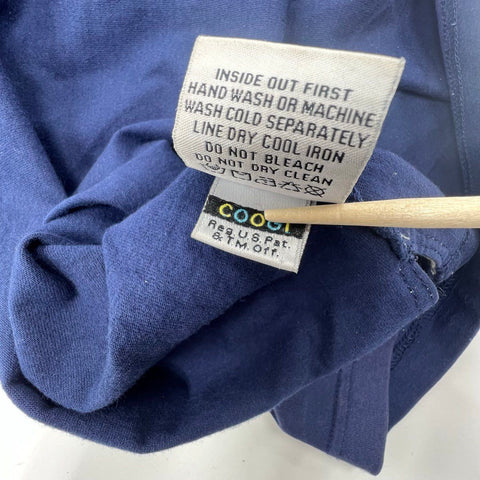 INSIDE OUT FIRST
HAND WASH OR MACHINE
WASH COLD SEPARATELY
LINE DRY COOL IRON
DO NOT BLEACH
DO NOT DRY CLEAN
COOGI
Reg.U.S.Pat.
& T.M. Off.